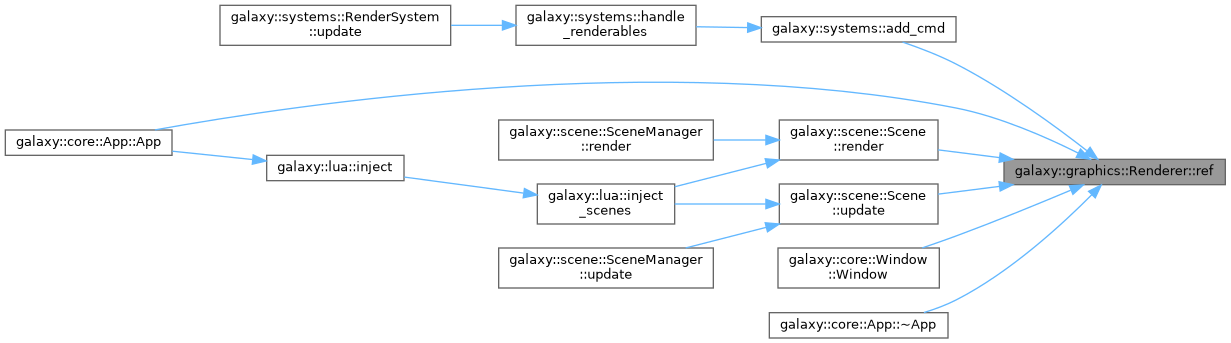 galaxy::systems::RenderSystem
::update
galaxy::systems::handle
_renderables
galaxy::systems::add_cmd
galaxy::core::App::App
galaxy::lua::inject
galaxy::scene::SceneManager
::render
galaxy::scene::Scene
::render
galaxy::graphics::Renderer::ref
galaxy::lua::inject
_scenes
galaxy::scene::Scene
::update
galaxy::scene::SceneManager
::update
galaxy::core::Window
::Window
galaxy::core::App::~App